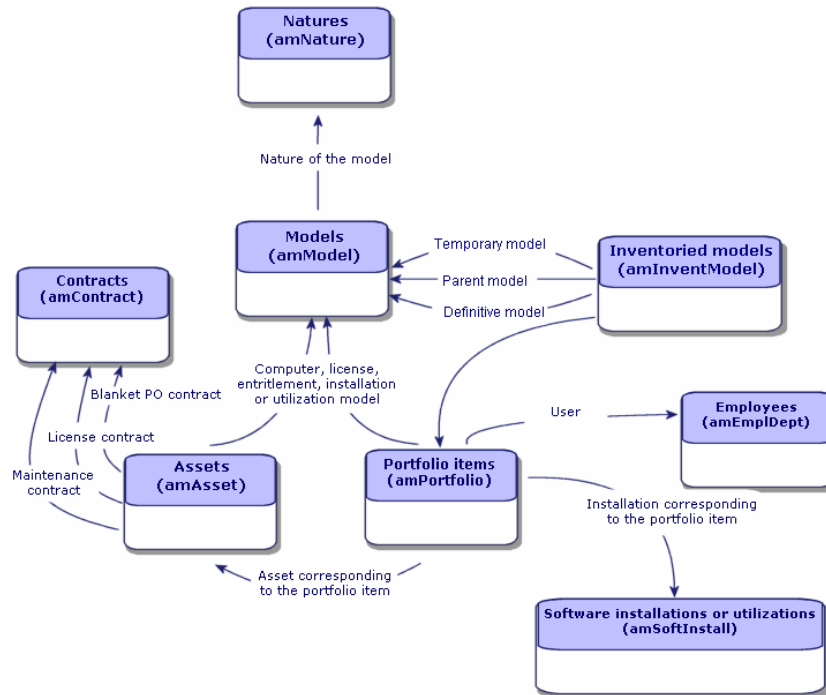 Natures
(amNature)
Nature of the model
Models
(amModel)
Temporary model
Parent model
Definitive model
Inventoried models
(amInventModel)
Contracts
(amContract)
Computer, license,
entritlement, installation
or utilization model
Blanket PO contract
License contract
Maintenance
contract
Assets
(amAsset)
Portfolio items
(amPortfolio)
User
Employees
(amEmplDept)
Installation corresponding
to the portfolio item
Asset corresponding
to the portfolio item
Software installations or utilizations
(amSoftInstall)